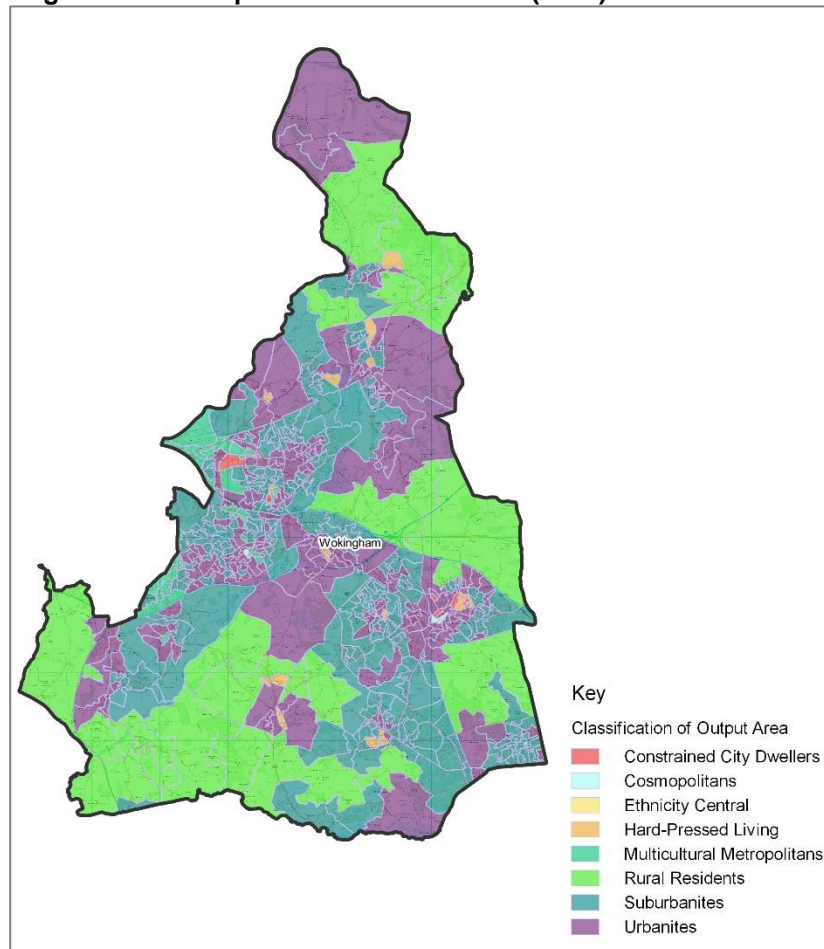 Wokingham
Key
Classification of Output Area
Constrained City Dwellers
Cosmopolitans
Ethnicity Central
Hard-Pressed Living
Multicultural Metropolitans
Rural Residents
Suburbanites
Urbanites